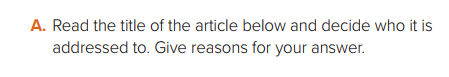 A. Read the title of the article below and decide who it is
addressed to. Give reasons for your answer.